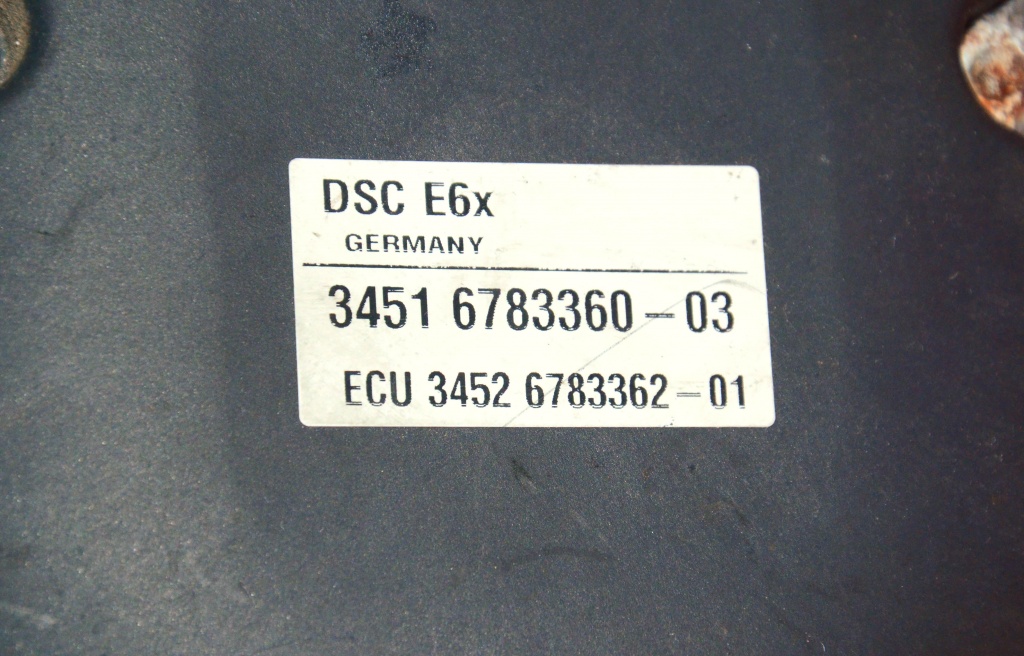 DSC E6x
GERMANY
3451 6783360-03
ECU 3452 6783362-01